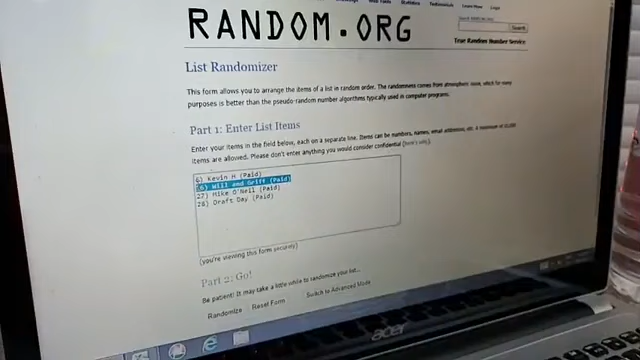 Login
RANDOM.ORG
Search
True Random Number Service
List Randomizer
This form allows you to arrange the items of a list in random order. The randomness comes from atmospheric noise, which for many
purposes is better than the pseudo-random number algorithms typically used in computer programs.
Part 1: Enter List Items
Enter your items in the field below, each on a separate line. Items can be numbers, names, email addresses, etc. A maximum of 10,000
items are allowed. Please don't enter anything you would consider confidential (here's why).
6) Kevin H (Paid)
16) Will and Griff (Paid)
27) Mike O'Neil (Paid)
28) Draft Day (Paid)
(you're viewing this form securely)
Part 2: Go!
Be patient! It may take a little while to randomize your list...
Randomize Reset Form Switch to Advanced Mode
acer